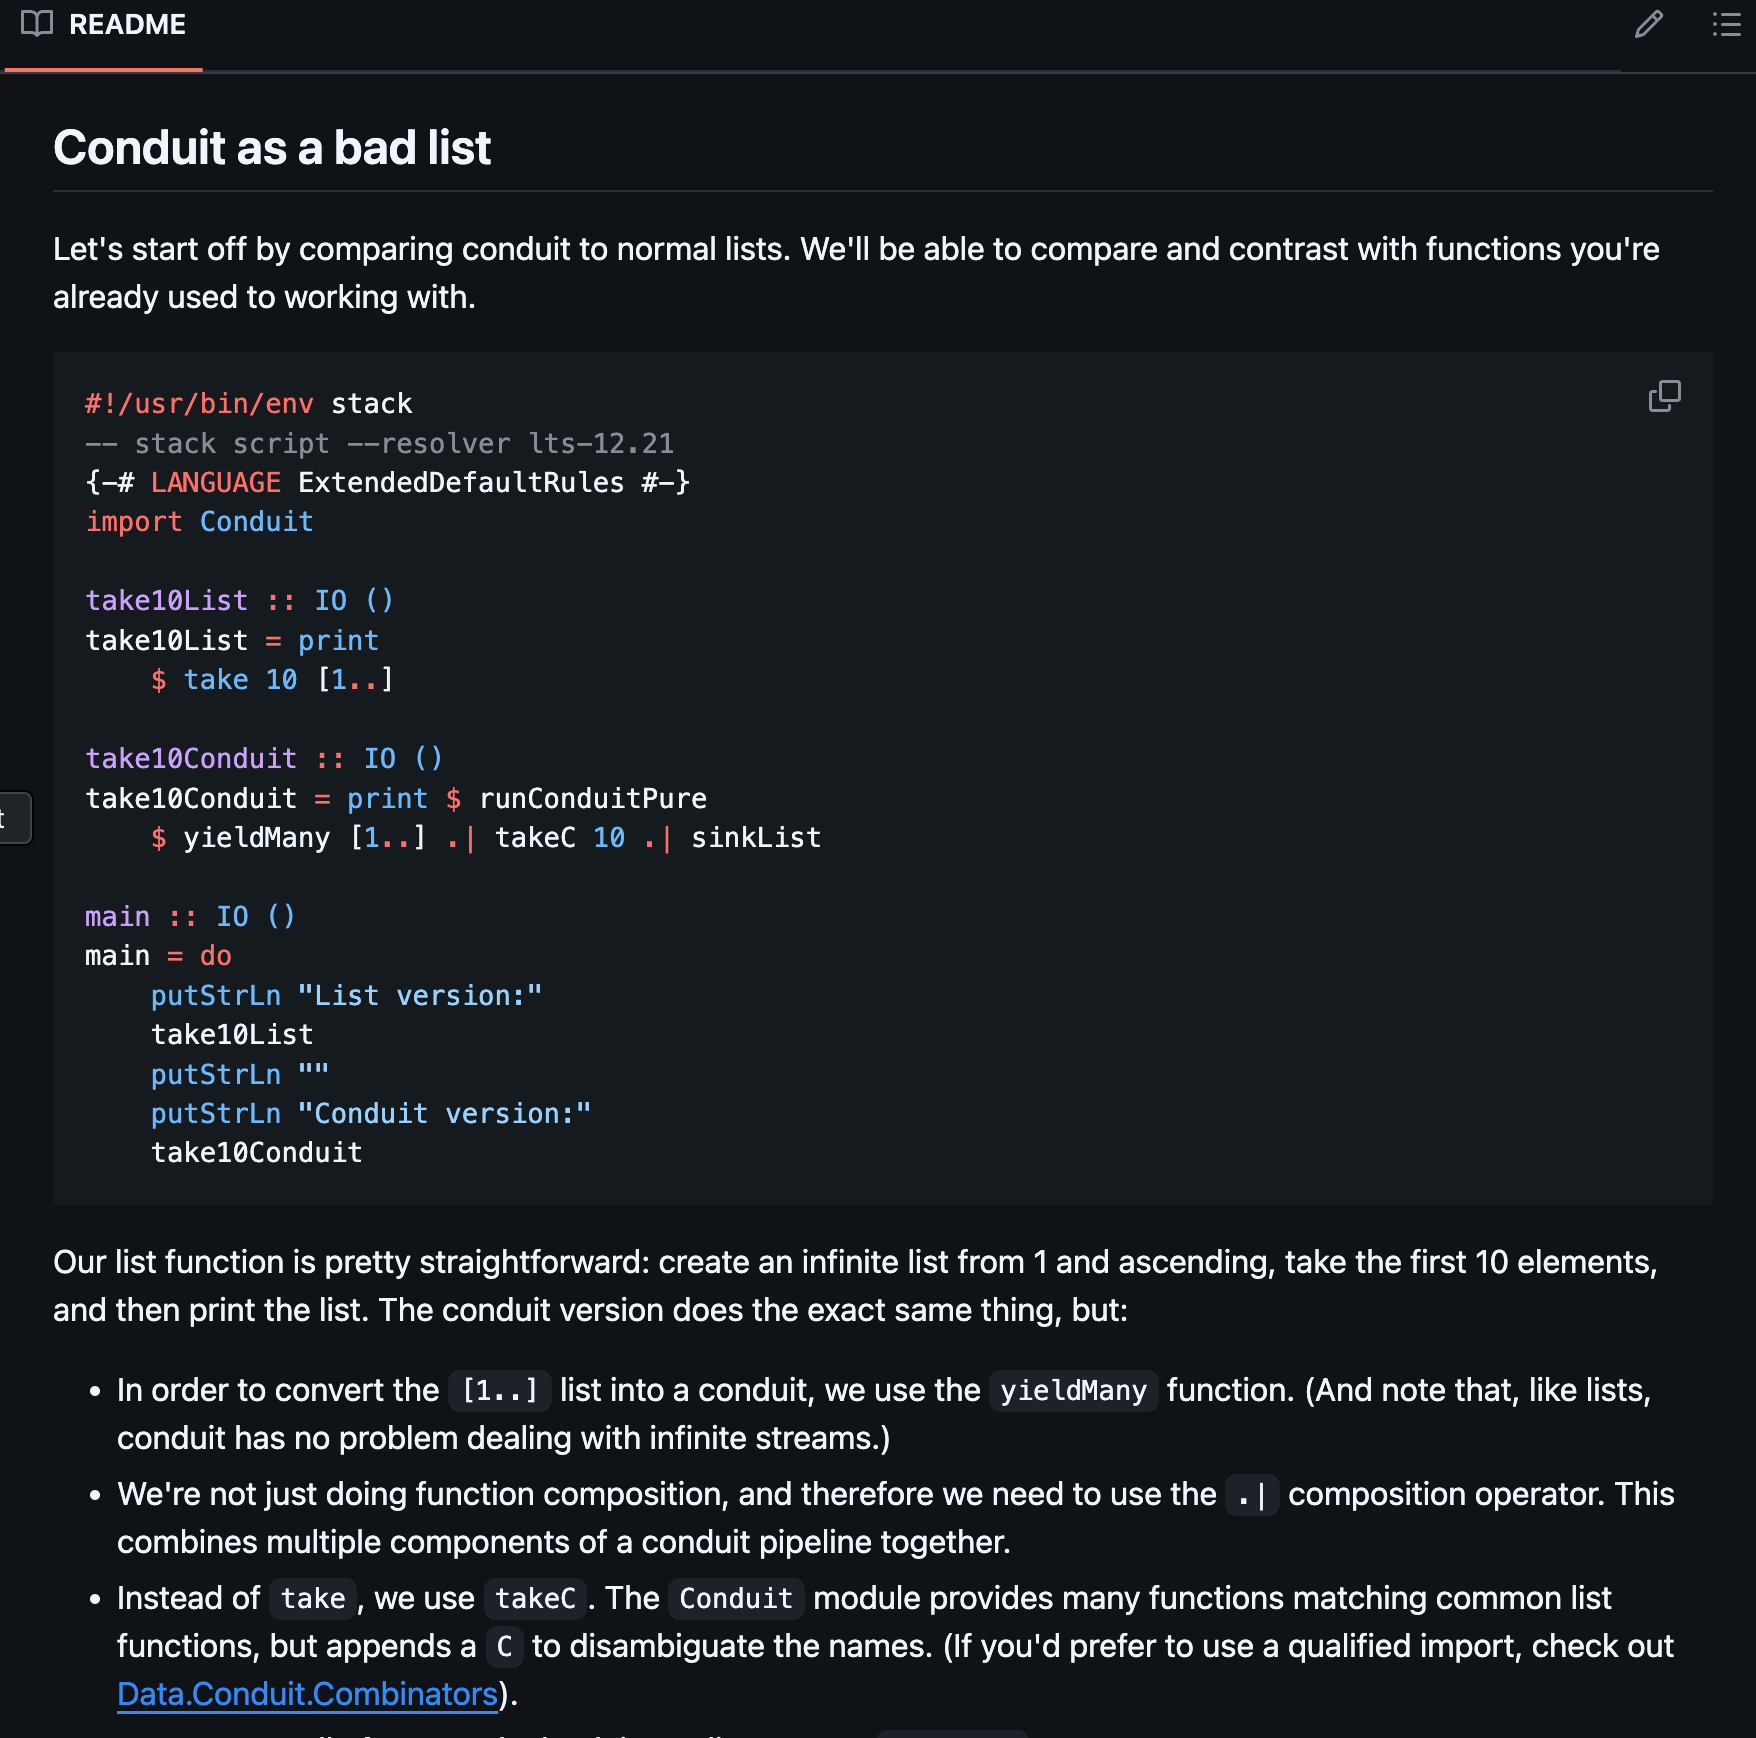 README
Conduit as a bad list
Let's start off by comparing conduit to normal lists. We'll be able to compare and contrast with functions you're
already used to working with.
#!/usr/bin/env stack
-- stack script --resolver lts-12.21
{-# LANGUAGE ExtendedDefaultRules #-}
import Conduit
take10List :: IO ()
take10List = print
    $ take 10 [1..]
take10Conduit :: IO ()
take10Conduit = print $ runConduitPure
    $ yieldMany [1..] .| takeC 10 .| sinkList
main :: IO ()
main = do
    putStrLn "List version:"
    take10List
    putStrLn ""
    putStrLn "Conduit version:"
    take10Conduit
Our list function is pretty straightforward: create an infinite list from 1 and ascending, take the first 10 elements,
and then print the list. The conduit version does the exact same thing, but:
• In order to convert the [1..] list into a conduit, we use the yieldMany function. (And note that, like lists,
conduit has no problem dealing with infinite streams.)
• We're not just doing function composition, and therefore we need to use the .| composition operator. This
combines multiple components of a conduit pipeline together.
• Instead of take, we use takeC. The Conduit module provides many functions matching common list
functions, but appends a C to disambiguate the names. (If you'd prefer to use a qualified import, check out
Data.Conduit.Combinators).